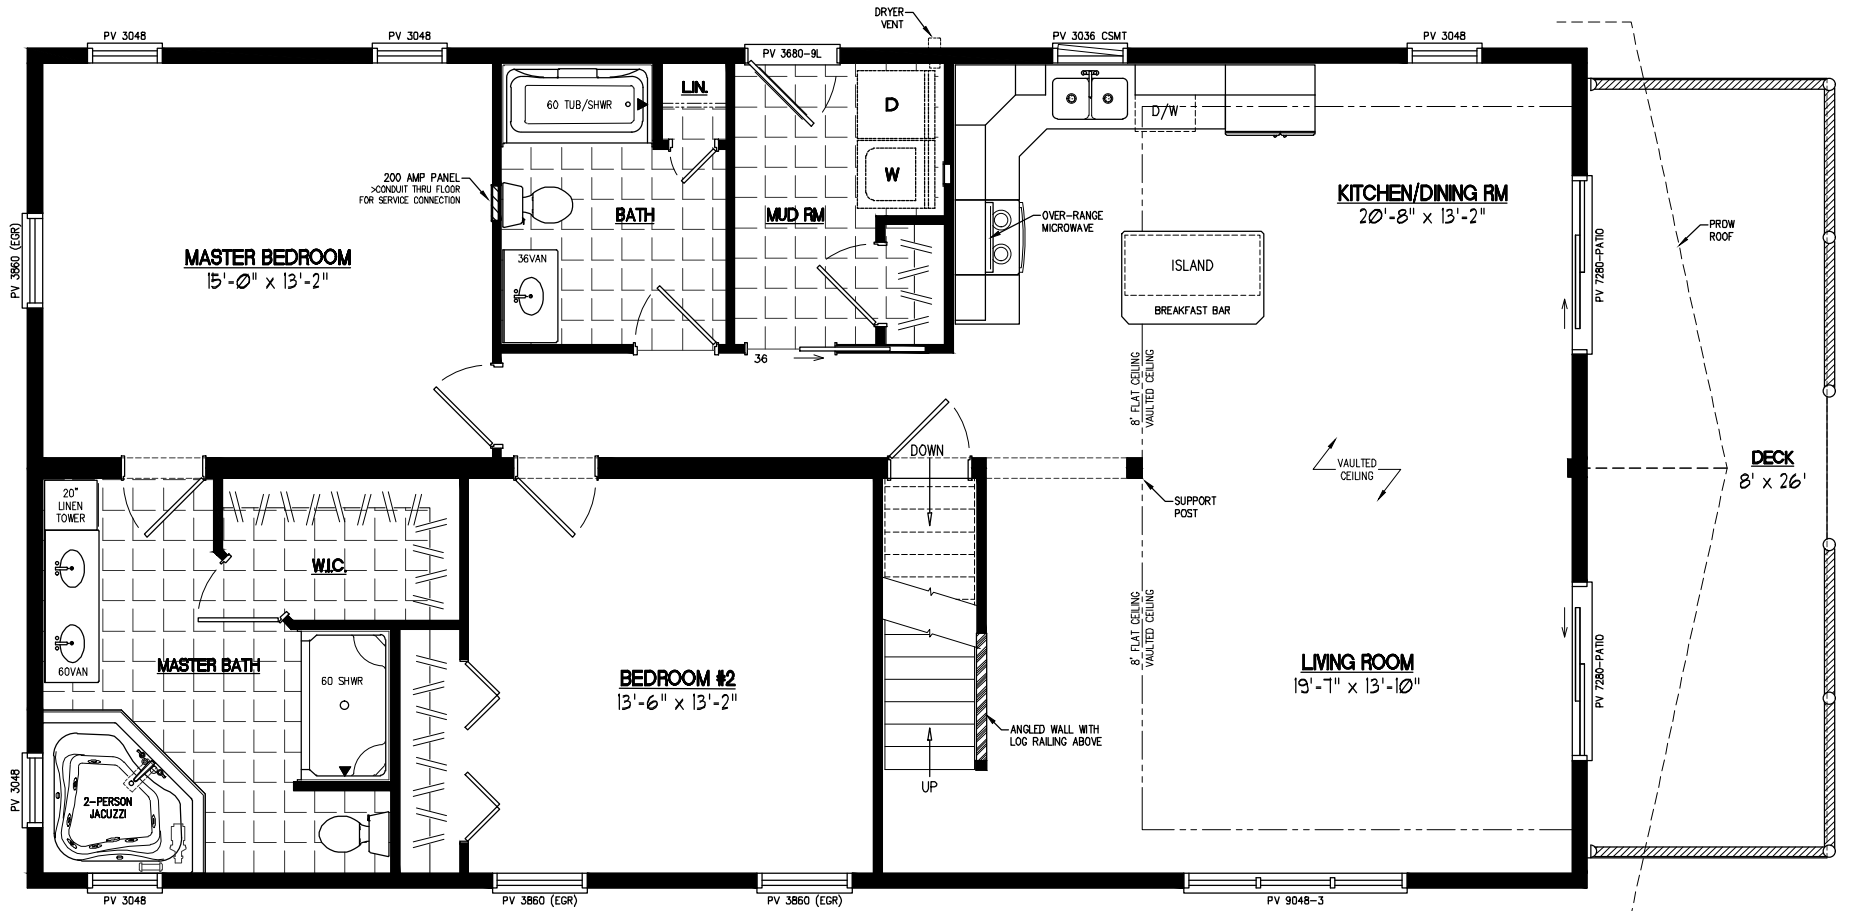 DRYER
VENT
PV 3048
PV 3048
PV 3680-9L
PV 3036 CSMT
PV 3048
60 TUB/SHWR
LIN.
D
D/W
W
200 AMP PANEL
>CONDUIT THRU FLOOR
FOR SERVICE CONNECTION
BATH
MUD RM
OVER-RANGE
MICROWAVE
KITCHEN/DINING RM
20'-8" x 13'-2"
PROW
ROOF
PV 3860 (EGR)
MASTER BEDROOM
15'-0" x 13'-2"
36VAN
ISLAND
BREAKFAST BAR
PV 7280-PATIO
36
8' FLAT CEILING
VAULTED CEILING
DOWN
VAULTED
CEILING
DECK
8' x 26'
20"
LINEN
TOWER
SUPPORT
POST
W.I.C.
8' FLAT CEILING
VAULTED CEILING
60VAN
MASTER BATH
60 SHWR
BEDROOM #2
13'-6" x 13'-2"
LIVING ROOM
19'-7" x 13'-10"
PV 7280-PATIO
ANGLED WALL WITH
LOG RAILING ABOVE
UP
PV 3048
2-PERSON
JACUZZI
PV 3048
PV 3860 (EGR)
PV 3860 (EGR)
PV 9048-3